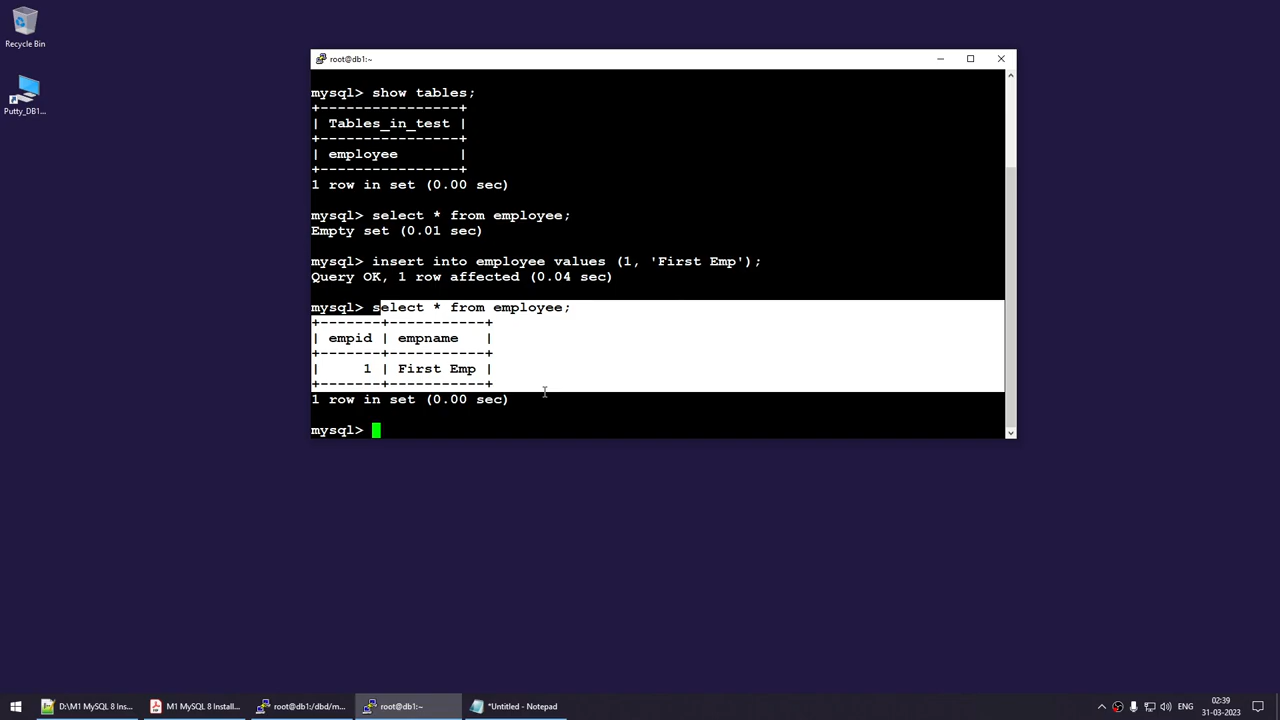 Recycle Bin
Putty_DB1...
root@db1:~
mysql> show tables;
+----------------+
| Tables_in_test |
+----------------+
| employee       |
+----------------+
1 row in set (0.00 sec)
mysql> select * from employee;
Empty set (0.01 sec)
mysql> insert into employee values (1, 'First Emp');
Query OK, 1 row affected (0.04 sec)
mysql> select * from employee;
+-------+-----------+
| empid | empname   |
+-------+-----------+
|     1 | First Emp |
+-------+-----------+
1 row in set (0.00 sec)
mysql>
D:\M1 MySQL 8 Ins...
M1 MySQL 8 Install...
root@db1:/dbd/m...
root@db1:~
*Untitled - Notepad
ENG
02:39
31-03-2023